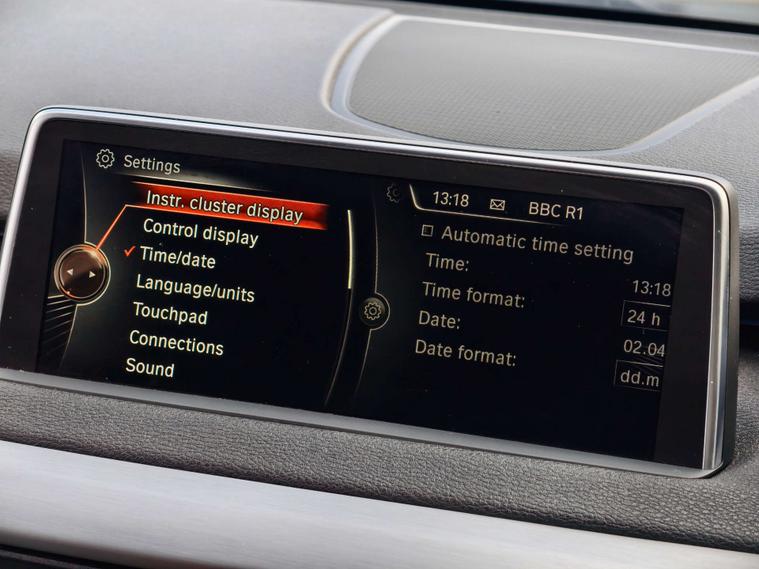 Settings
Instr. cluster display
Control display
Time/date
Language/units
Touchpad
Connections
Sound
13:18 BBC R1
Automatic time setting
Time: 13:18
Time format: 24 h
Date: 02.04
Date format: dd.m